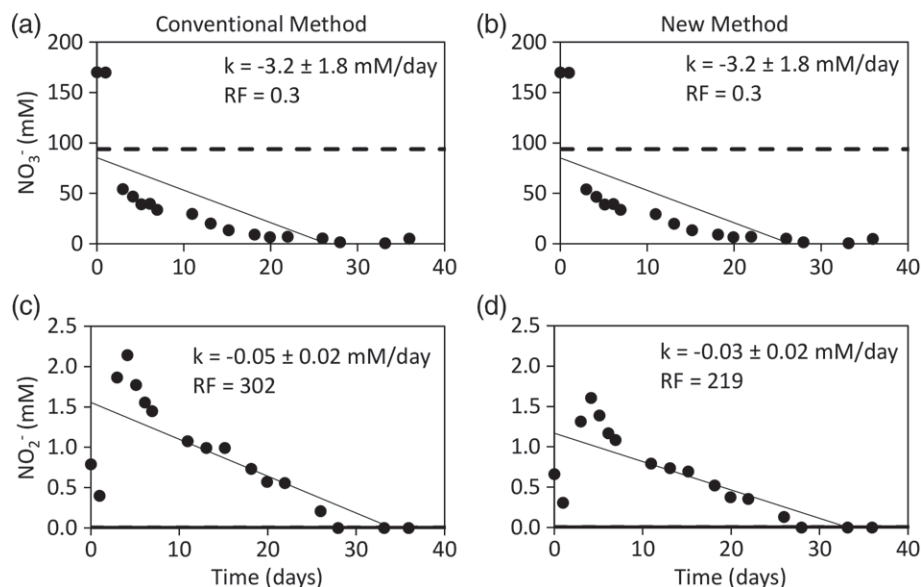 (a) Conventional Method
(b) New Method
200
150
100
50
0
NO₃⁻ (mM)
k = -3.2 ± 1.8 mM/day
RF = 0.3
0 10 20 30 40
200
150
100
50
0
k = -3.2 ± 1.8 mM/day
RF = 0.3
0 10 20 30 40
(c)
2.5
2.0
1.5
1.0
0.5
0.0
NO₂⁻ (mM)
k = -0.05 ± 0.02 mM/day
RF = 302
0 10 20 30 40
Time (days)
(d)
2.5
2.0
1.5
1.0
0.5
0.0
k = -0.03 ± 0.02 mM/day
RF = 219
0 10 20 30 40
Time (days)